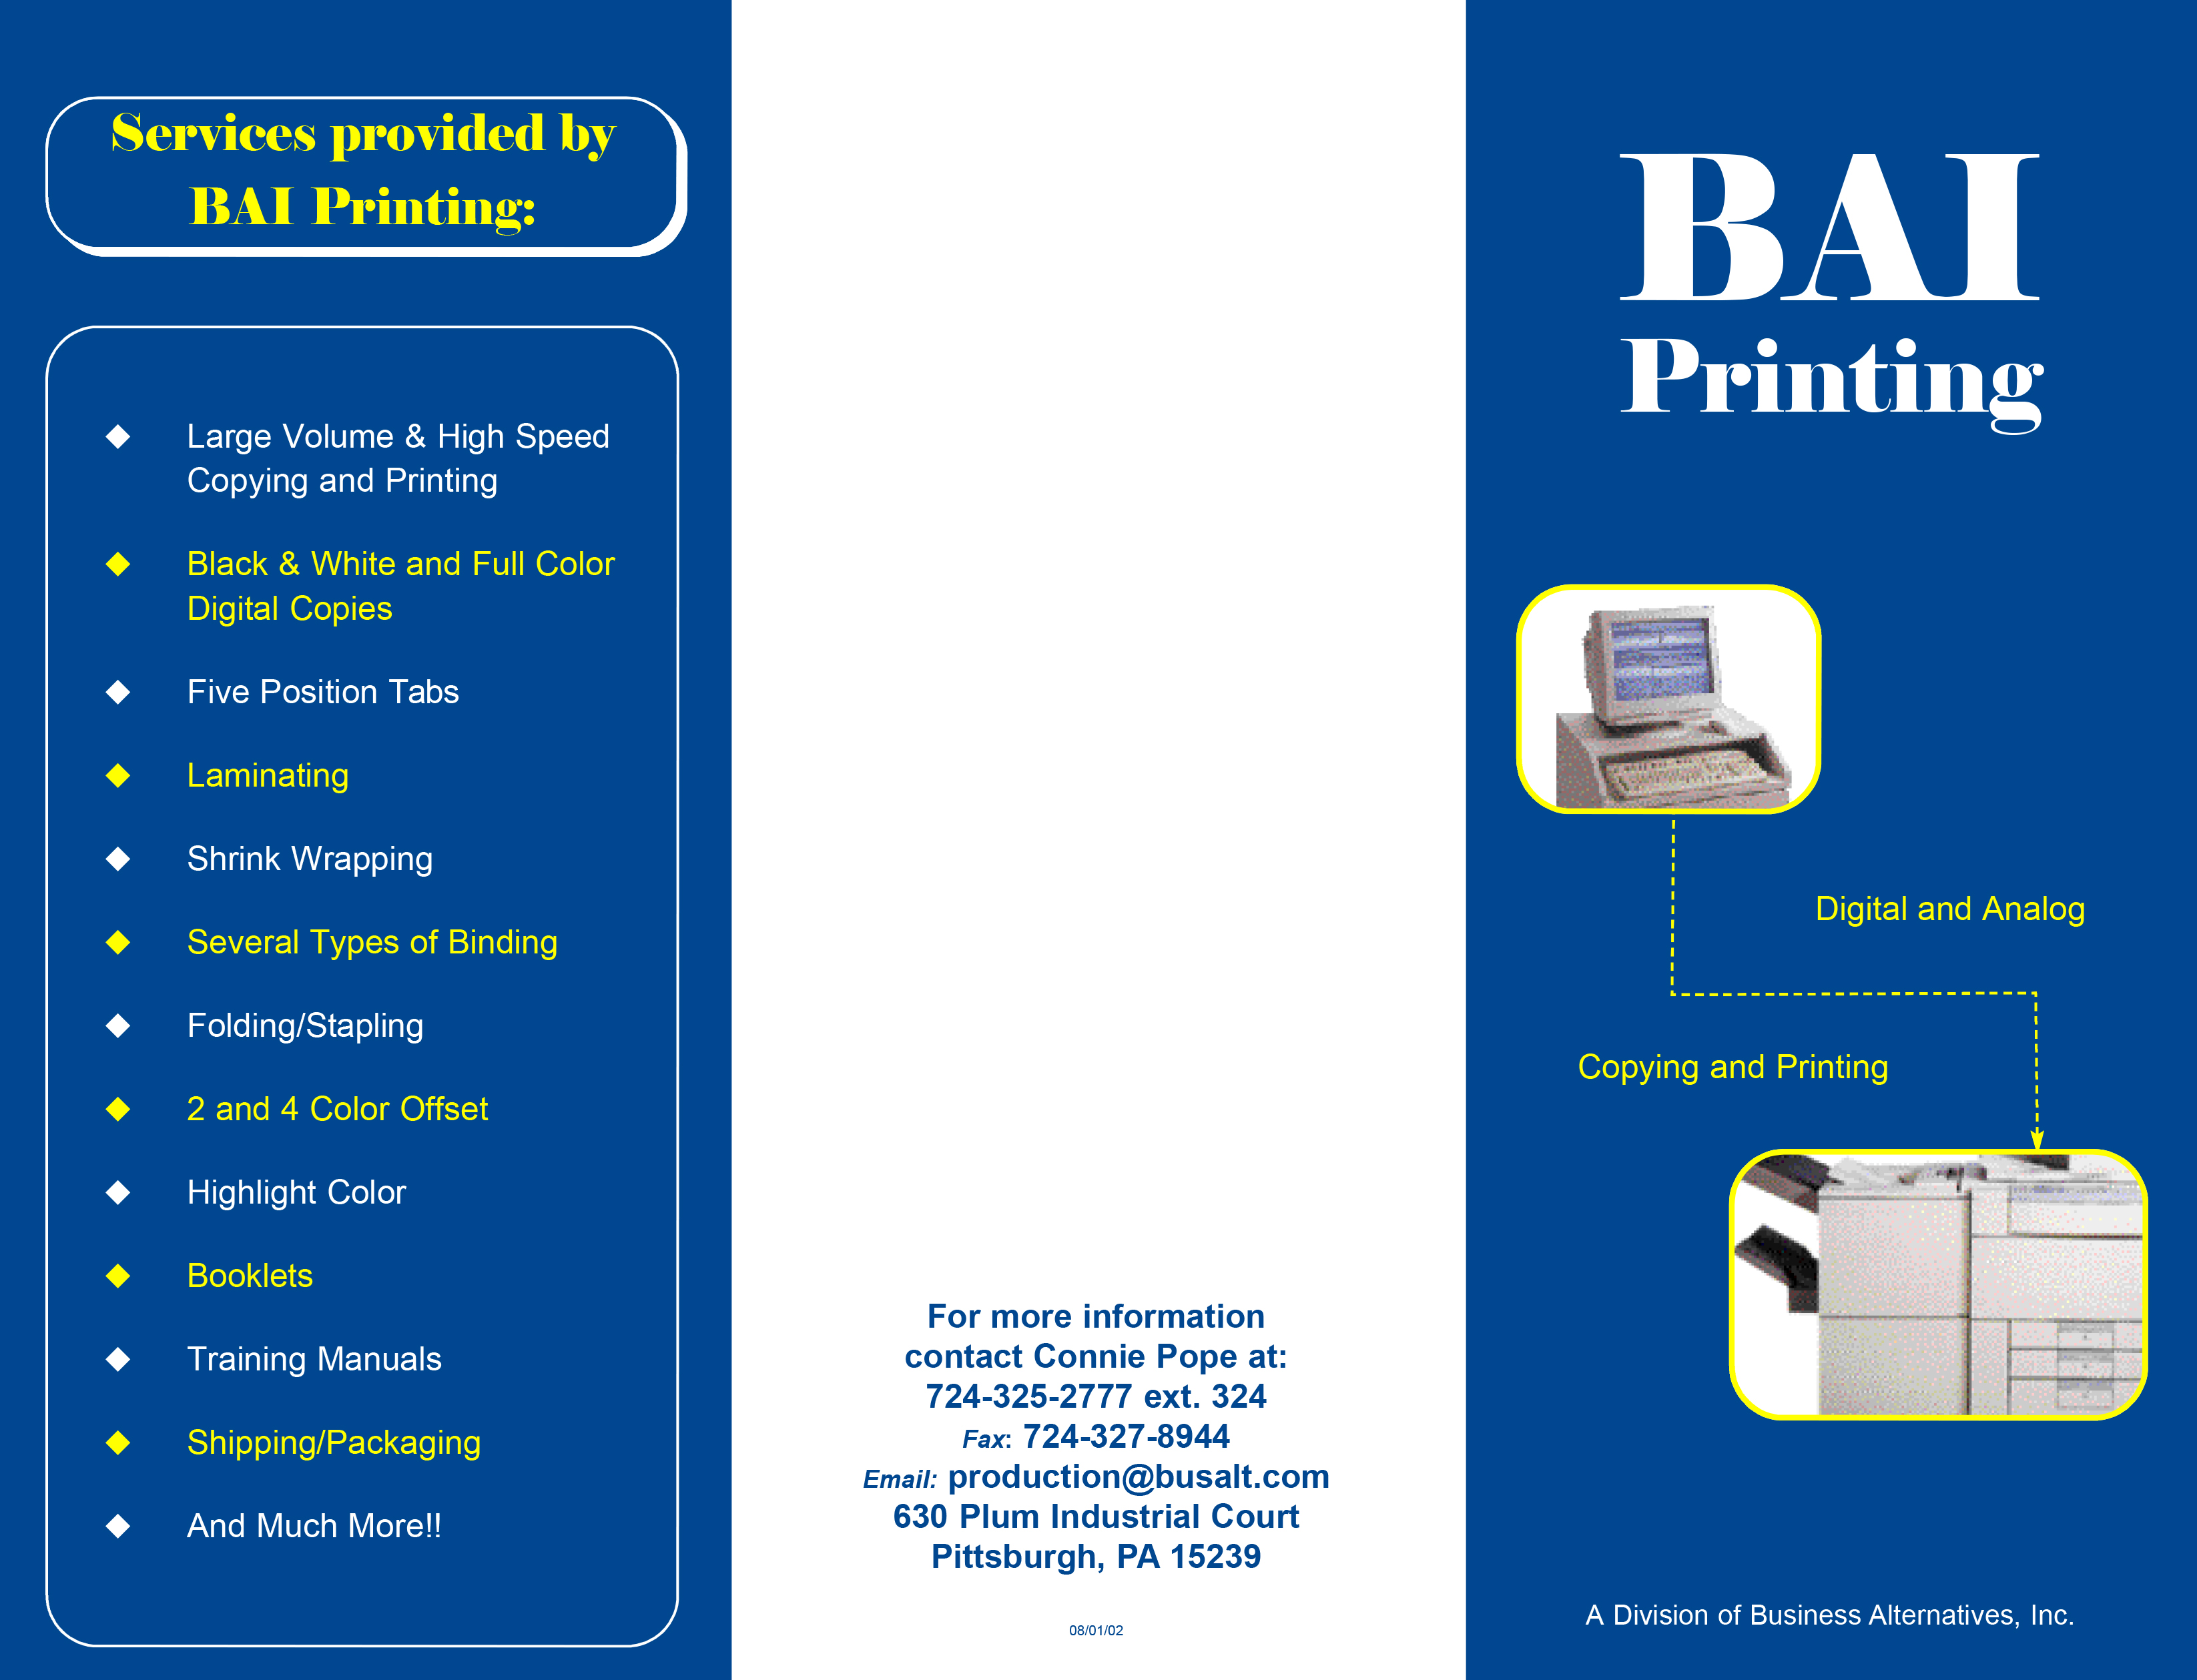 Services provided by
BAI Printing:
Large Volume & High Speed
Copying and Printing
Black & White and Full Color
Digital Copies
Five Position Tabs
Laminating
Shrink Wrapping
Several Types of Binding
Folding/Stapling
2 and 4 Color Offset
Highlight Color
Booklets
Training Manuals
Shipping/Packaging
And Much More!!
For more information
contact Connie Pope at:
724-325-2777 ext. 324
Fax: 724-327-8944
Email: production@busalt.com
630 Plum Industrial Court
Pittsburgh, PA 15239
08/01/02
BAI
Printing
Digital and Analog
Copying and Printing
A Division of Business Alternatives, Inc.